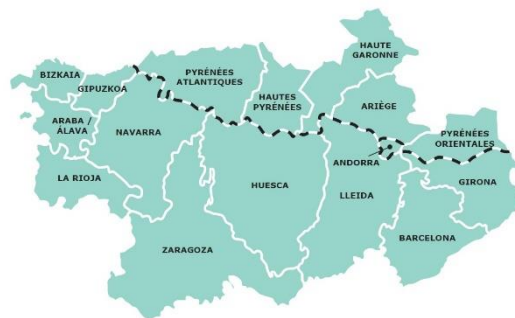 HAUTE
GARONNE
BIZKAIA
GIPUZKOA
PYRÉNÉES
ATLANTIQUES
HAUTES
PYRÉNÉES
ARIÈGE
ARABA /
ÁLAVA
NAVARRA
PYRÉNÉES
ORIENTALES
ANDORRA
LA RIOJA
HUESCA
LLEIDA
GIRONA
ZARAGOZA
BARCELONA